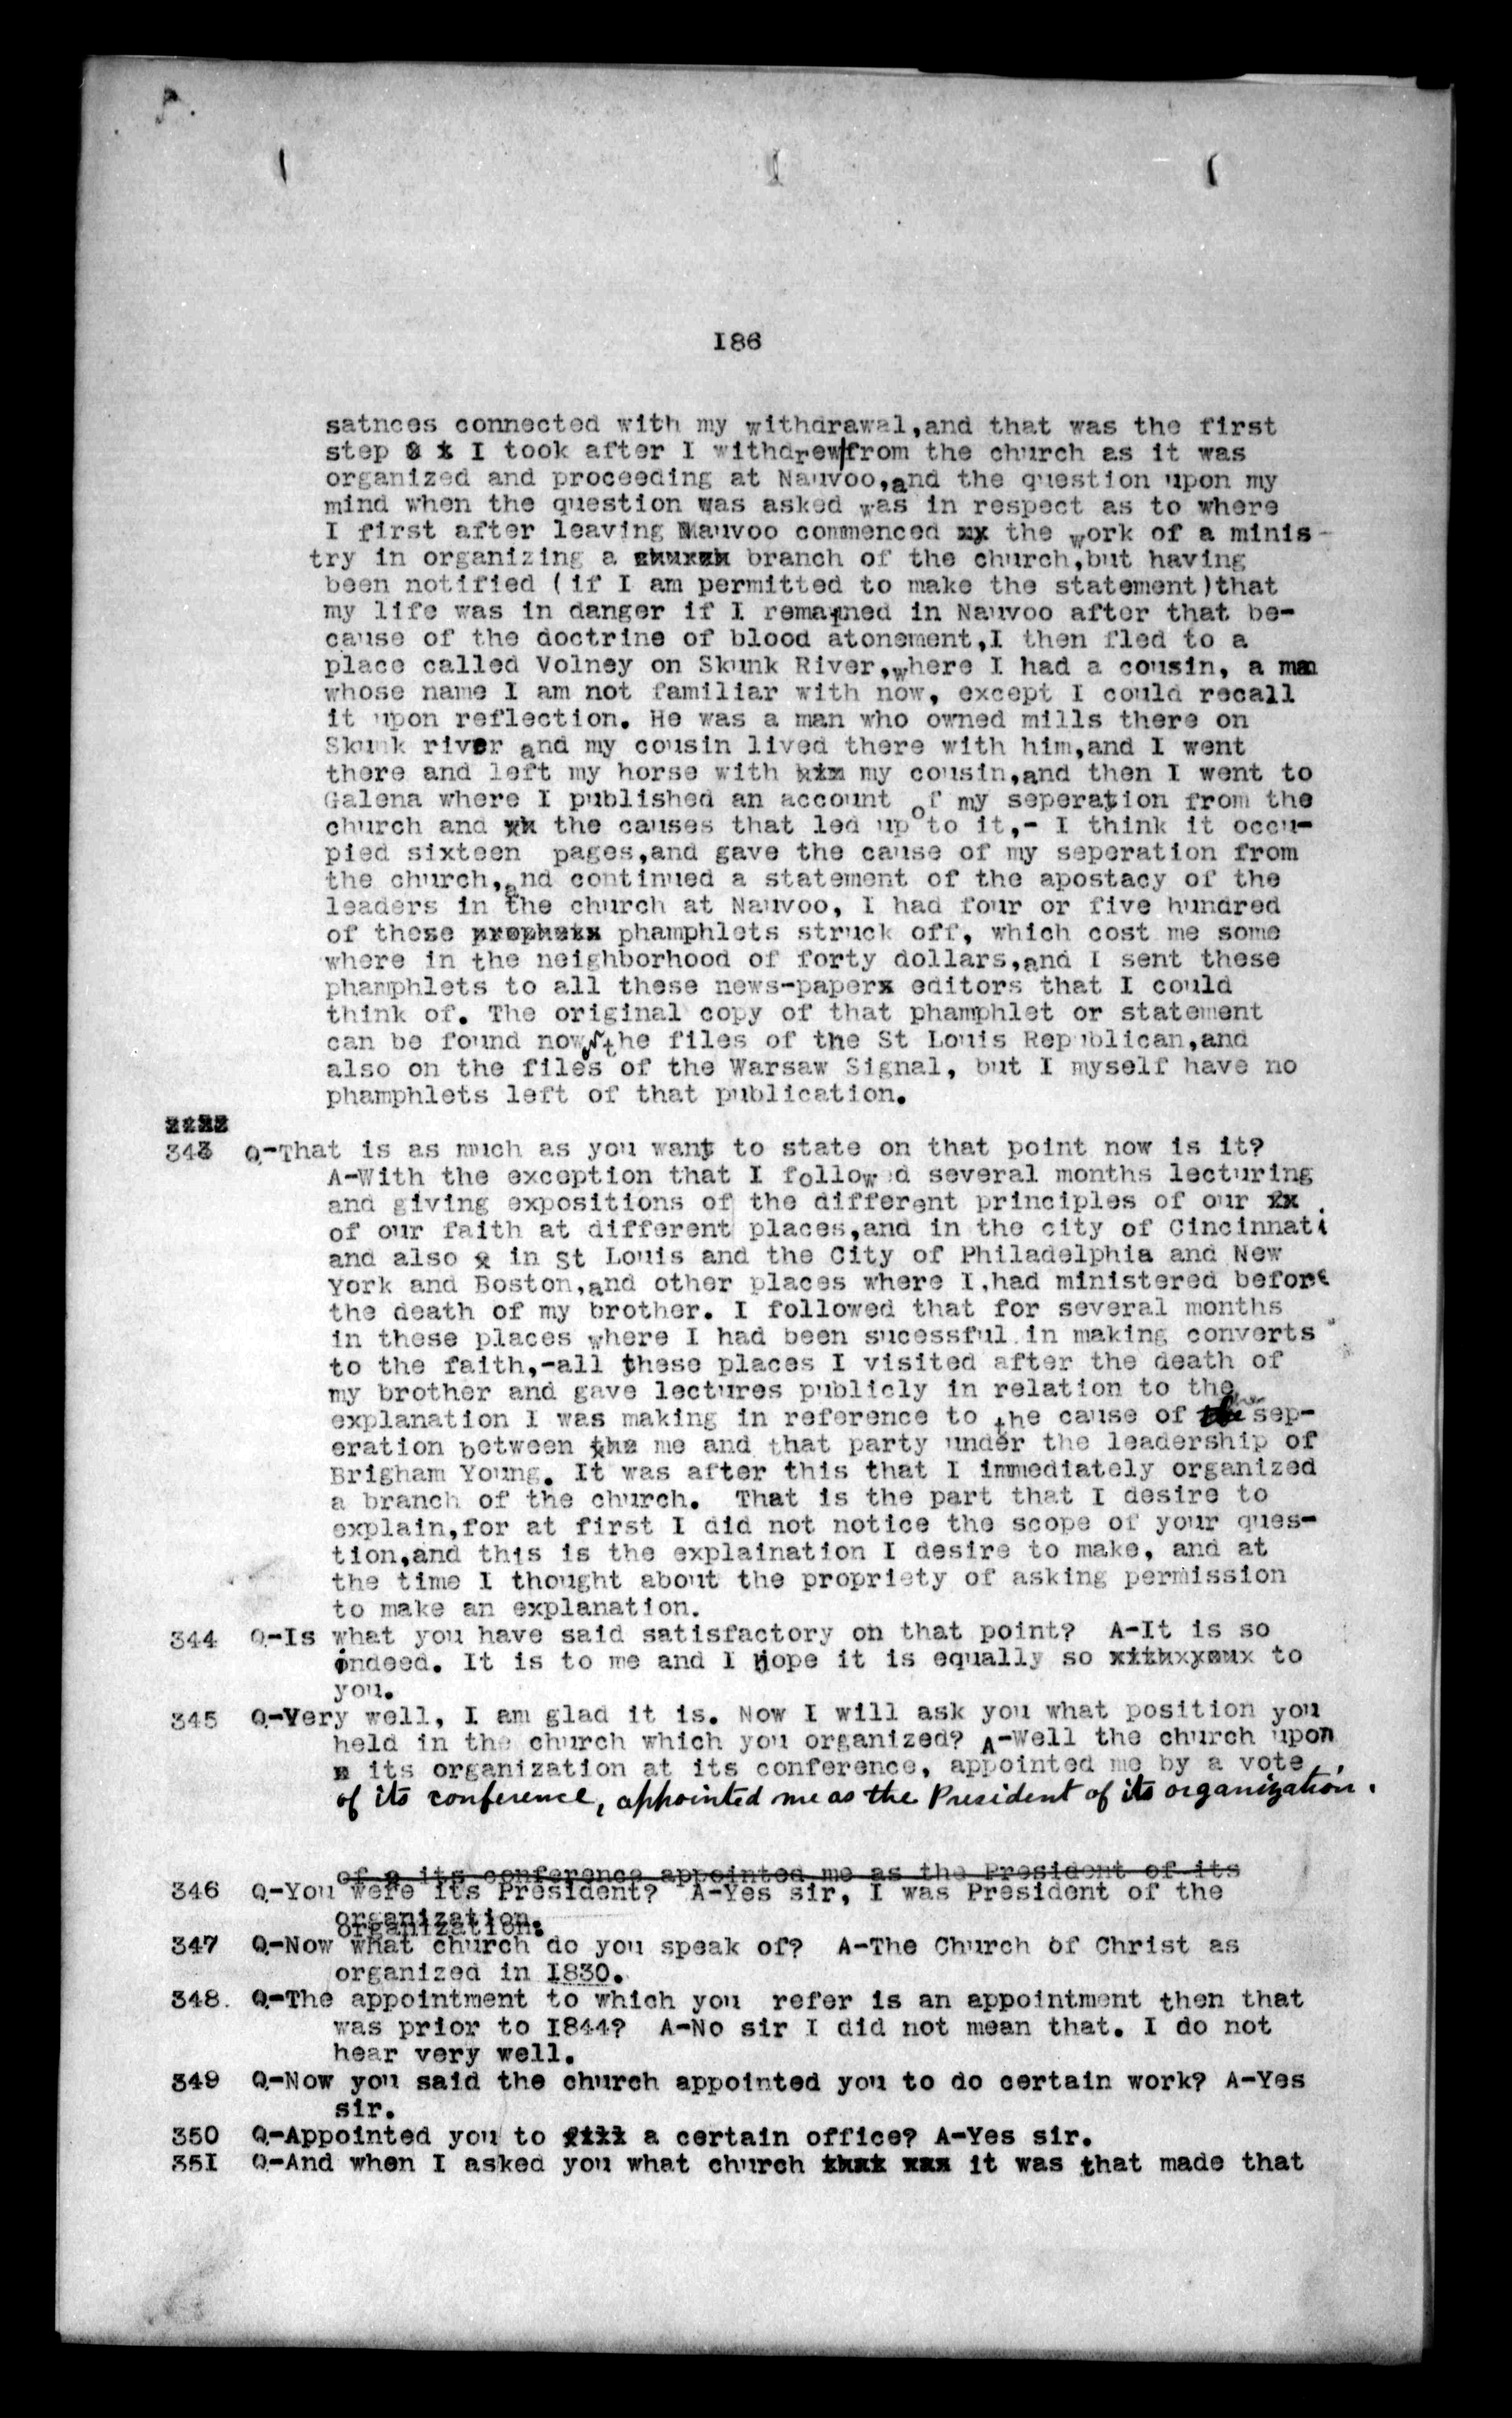 186
satnces connected with my withdrawal,and that was the first
step I took after I withdrew from the church as it was
organized and proceeding at Nauvoo,and the question upon my
mind when the question was asked was in respect as to where
I first after leaving Nauvoo commenced the work of a minis-
try in organizing a branch of the church,but having
been notified (if I am permitted to make the statement)that
my life was in danger if I remained in Nauvoo after that be-
cause of the doctrine of blood atonement,I then fled to a
place called Volney on Skunk River,where I had a cousin, a man
whose name I am not familiar with now, except I could recall
it upon reflection. He was a man who owned mills there on
Skunk river and my cousin lived there with him,and I went
there and left my horse with my cousin,and then I went to
Galena where I published an account of my seperation from the
church and the causes that led up to it,- I think it occu-
pied sixteen pages,and gave the cause of my seperation from
the church,and continued a statement of the apostacy of the
leaders in the church at Nauvoo, I had four or five hundred
of these phamphlets struck off, which cost me some
where in the neighborhood of forty dollars,and I sent these
phamphlets to all these news-paper editors that I could
think of. The original copy of that phamphlet or statement
can be found now the files of the St Louis Republican,and
also on the files of the Warsaw Signal, but I myself have no
phamphlets left of that publication.
343 Q-That is as much as you want to state on that point now is it?
A-With the exception that I followed several months lecturing
and giving expositions of the different principles of our
of our faith at different places,and in the city of Cincinnati
and also in St Louis and the City of Philadelphia and New
York and Boston,and other places where I had ministered before
the death of my brother. I followed that for several months
in these places where I had been sucessful in making converts
to the faith,-all these places I visited after the death of
my brother and gave lectures publicly in relation to the
explanation I was making in reference to the cause of the sep-
eration between me and that party under the leadership of
Brigham Young. It was after this that I immediately organized
a branch of the church. That is the part that I desire to
explain,for at first I did not notice the scope of your ques-
tion,and this is the explaination I desire to make, and at
the time I thought about the propriety of asking permission
to make an explanation.
344 Q-Is what you have said satisfactory on that point? A-It is so
indeed. It is to me and I hope it is equally so to
you.
345 Q-Very well, I am glad it is. Now I will ask you what position you
held in the church which you organized? A-Well the church upon
its organization at its conference, appointed me by a vote,
of its conference, appointed me as the President of its organization.
of a its conference appointed me as the President of its
346 Q-You were its President? A-Yes sir, I was President of the
organization.
organization.
347 Q-Now what church do you speak of? A-The Church of Christ as
organized in 1830.
348. Q-The appointment to which you refer is an appointment then that
was prior to 1844? A-No sir I did not mean that. I do not
hear very well.
349 Q-Now you said the church appointed you to do certain work? A-Yes
sir.
350 Q-Appointed you to fill a certain office? A-Yes sir.
351 Q-And when I asked you what church it was that made that